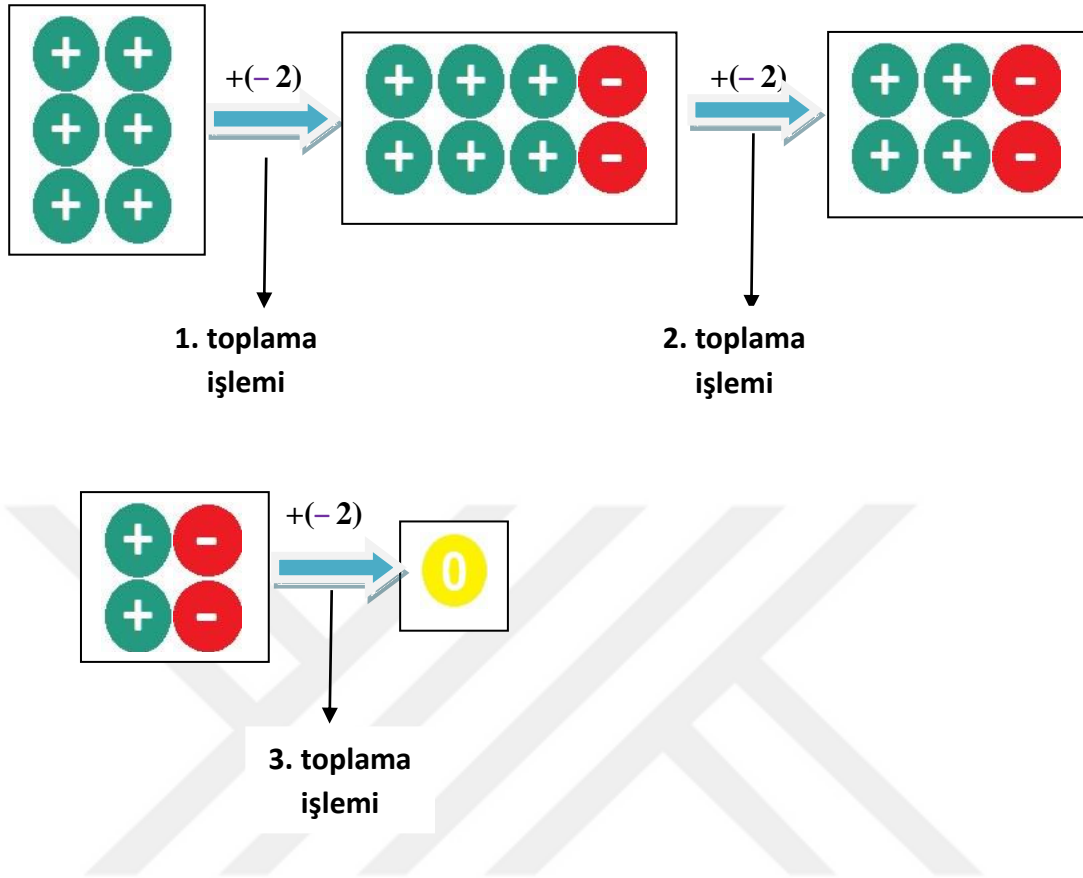 +(– 2)
+(– 2)
+ +
+ +
+ +
+ + + -
+ + + -
+ + -
+ + -
1. toplama
işlemi
2. toplama
işlemi
+(– 2)
+ -
+ -
0
3. toplama
işlemi